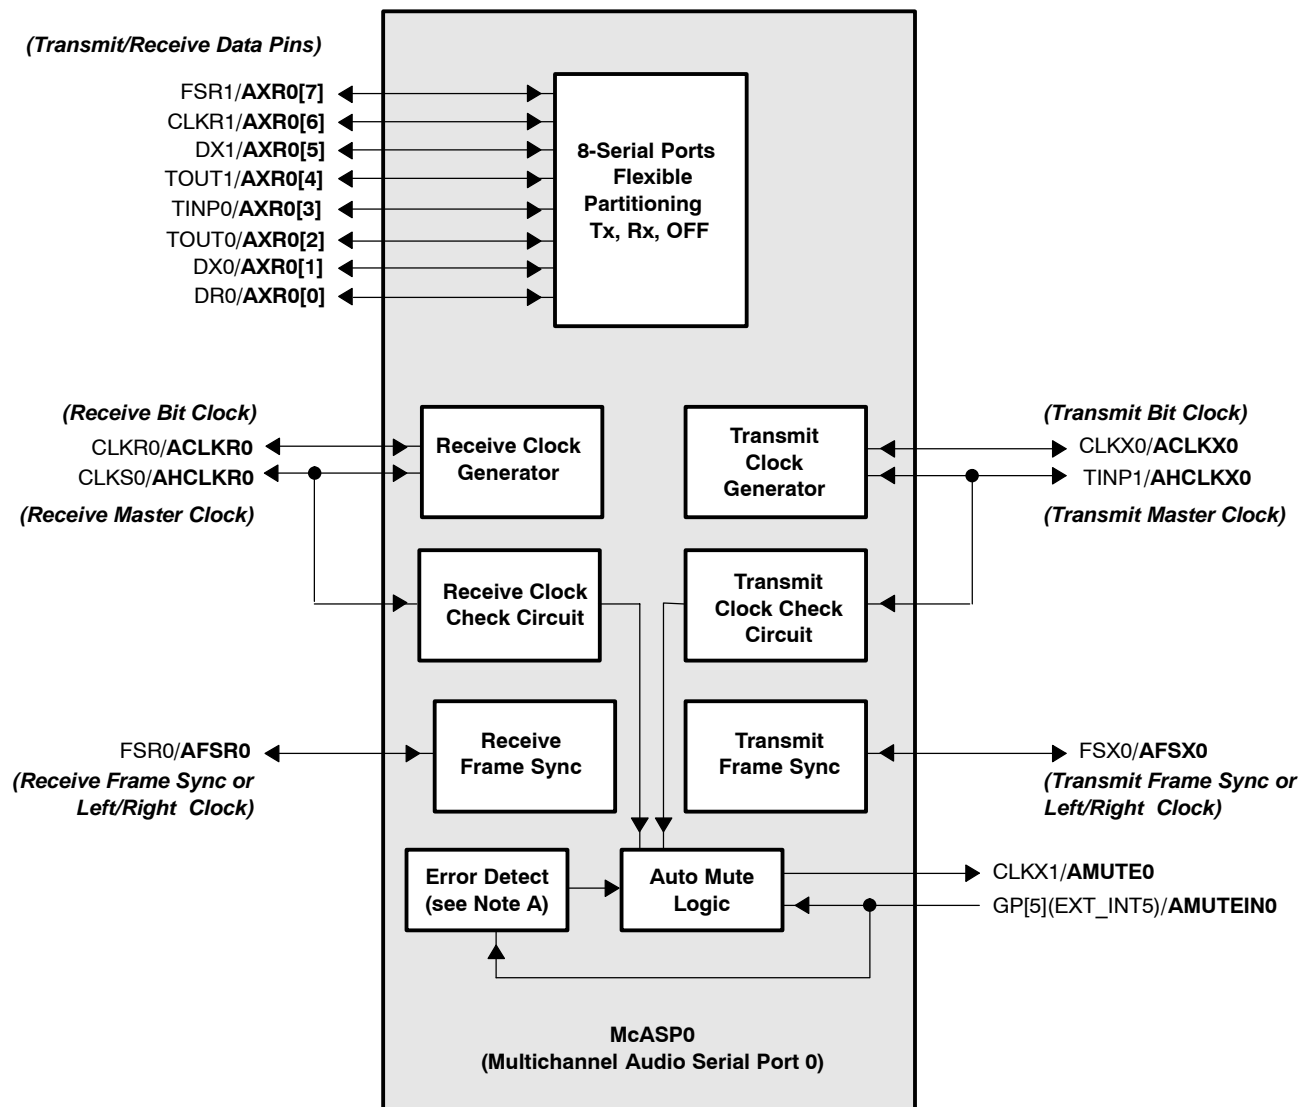 (Transmit/Receive Data Pins)
FSR1/AXR0[7]
CLKR1/AXR0[6]
DX1/AXR0[5]
TOUT1/AXR0[4]
TINP0/AXR0[3]
TOUT0/AXR0[2]
DX0/AXR0[1]
DR0/AXR0[0]
8-Serial Ports
Flexible
Partitioning
Tx, Rx, OFF
(Receive Bit Clock)
CLKR0/ACLKR0
CLKS0/AHCLKR0
(Receive Master Clock)
Receive Clock
Generator
Transmit
Clock
Generator
(Transmit Bit Clock)
CLKX0/ACLKX0
TINP1/AHCLKX0
(Transmit Master Clock)
Receive Clock
Check Circuit
Transmit
Clock Check
Circuit
FSR0/AFSR0
(Receive Frame Sync or
Left/Right Clock)
Receive
Frame Sync
Transmit
Frame Sync
FSX0/AFSX0
(Transmit Frame Sync or
Left/Right Clock)
Error Detect
(see Note A)
Auto Mute
Logic
CLKX1/AMUTE0
GP[5](EXT_INT5)/AMUTEIN0
McASP0
(Multichannel Audio Serial Port 0)